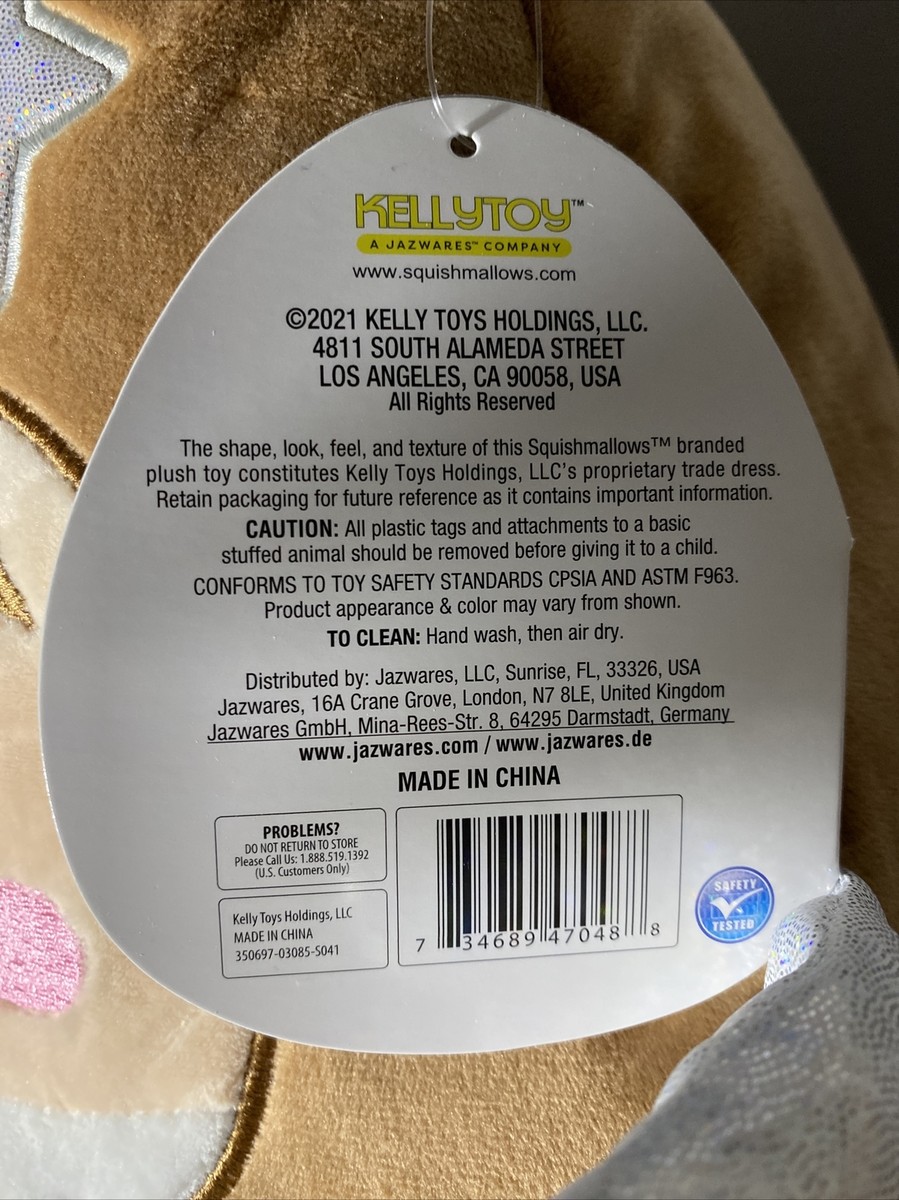 KELLYTOY™
A JAZWARES™ COMPANY
www.squishmallows.com
©2021 KELLY TOYS HOLDINGS, LLC.
4811 SOUTH ALAMEDA STREET
LOS ANGELES, CA 90058, USA
All Rights Reserved
The shape, look, feel, and texture of this Squishmallows™ branded
plush toy constitutes Kelly Toys Holdings, LLC's proprietary trade dress.
Retain packaging for future reference as it contains important information.
CAUTION: All plastic tags and attachments to a basic
stuffed animal should be removed before giving it to a child.
CONFORMS TO TOY SAFETY STANDARDS CPSIA AND ASTM F963.
Product appearance & color may vary from shown.
TO CLEAN: Hand wash, then air dry.
Distributed by: Jazwares, LLC, Sunrise, FL, 33326, USA
Jazwares, 16A Crane Grove, London, N7 8LE, United Kingdom
Jazwares GmbH, Mina-Rees-Str. 8, 64295 Darmstadt, Germany
www.jazwares.com / www.jazwares.de
MADE IN CHINA
PROBLEMS?
DO NOT RETURN TO STORE
Please Call Us: 1.888.519.1392
(U.S. Customers Only)
Kelly Toys Holdings, LLC
MADE IN CHINA
350697-03085-S041
7 34689 47048 8
SAFETY
TESTED